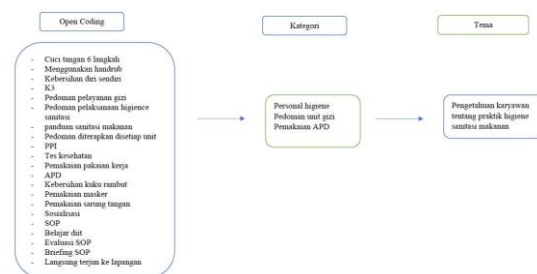 Open Coding
Kategori
Tema
- Cuci tangan 6 langkah
- Menggunakan handrub
- Kebersihan diri sendiri
- K3
- Pedoman pelayanan gizi
- Pedoman pelaksanaan higience
sanitasi
- panduan sanitasi makanan
- Pedoman diterapkan disetiap unit
- PPI
- Tes kesehatan
- Pemakaian pakaian kerja
- APD
- Kebersihan kuku rambut
- Pemakaian masker
- Pemakaian sarung tangan
- Sosialisasi
- SOP
- Belajar diit
- Evaluasi SOP
- Briefing SOP
- Langsung terjun ke lapangan
Personal higiene
Pedoman unit gizi
Pemakaian APD
Pengetahuan karyawan
tentang praktik higiene
sanitasi makanan